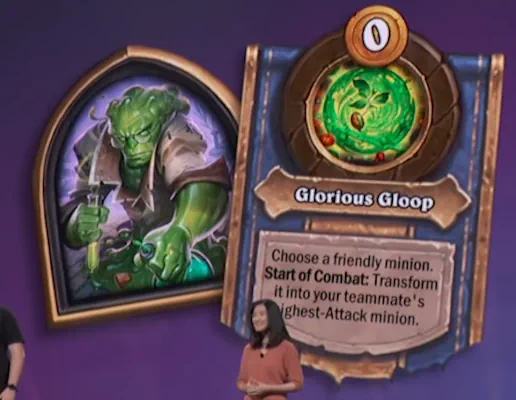 0
Glorious Gloop
Choose a friendly minion.
Start of Combat: Transform
it into your teammate's
ighest-Attack minion.